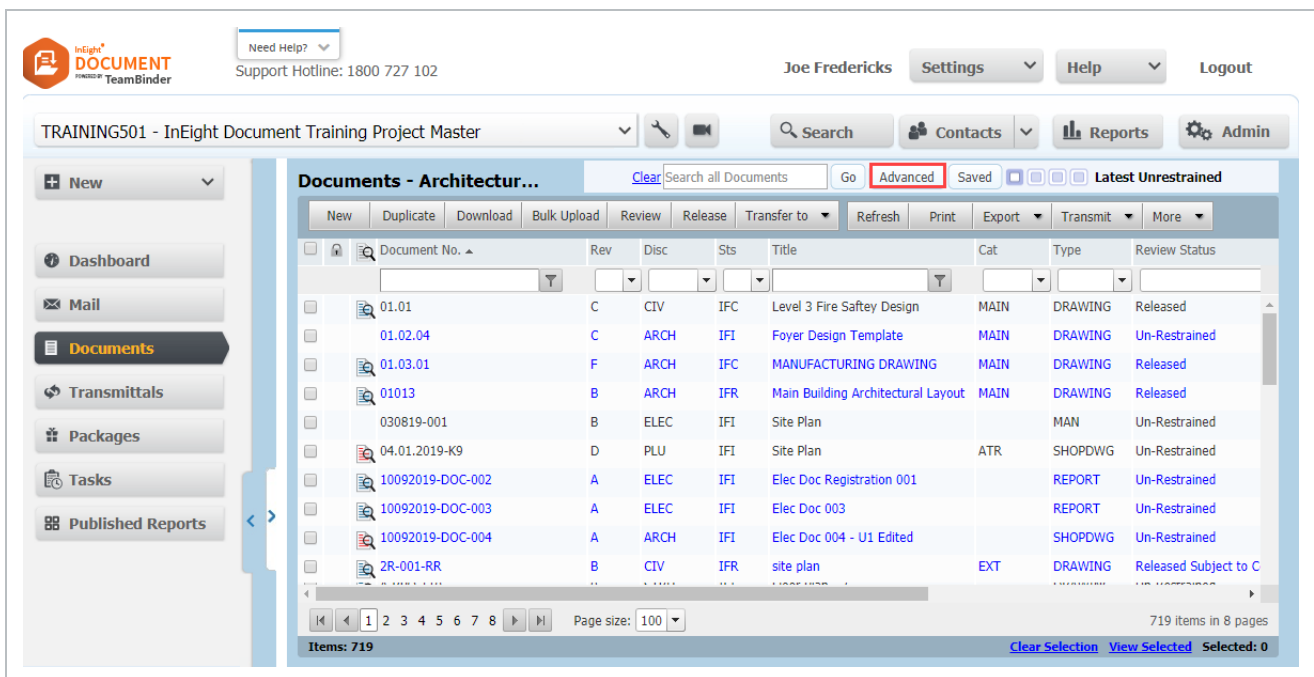 Need Help?
InEight
DOCUMENT
POWERED BY TeamBinder
Support Hotline: 1800 727 102
Joe Fredericks Settings Help Logout
TRAINING501 - InEight Document Training Project Master Search Contacts Reports Admin
New
Dashboard
Mail
Documents
Transmittals
Packages
Tasks
Published Reports
Documents - Architectur... Clear Search all Documents Go Advanced Saved Latest Unrestrained
New Duplicate Download Bulk Upload Review Release Transfer to Refresh Print Export Transmit More
Document No. Rev Disc Sts Title Cat Type Review Status
01.01 C CIV IFC Level 3 Fire Saftey Design MAIN DRAWING Released
01.02.04 C ARCH IFI Foyer Design Template MAIN DRAWING Un-Restrained
01.03.01 F ARCH IFC MANUFACTURING DRAWING MAIN DRAWING Released
01013 B ARCH IFR Main Building Architectural Layout MAIN DRAWING Released
030819-001 B ELEC IFI Site Plan MAN Un-Restrained
04.01.2019-K9 D PLU IFI Site Plan ATR SHOPDWG Un-Restrained
10092019-DOC-002 A ELEC IFI Elec Doc Registration 001 REPORT Un-Restrained
10092019-DOC-003 A ELEC IFI Elec Doc 003 REPORT Un-Restrained
10092019-DOC-004 A ARCH IFI Elec Doc 004 - U1 Edited SHOPDWG Un-Restrained
2R-001-RR B CIV IFR site plan EXT DRAWING Released Subject to C
1 2 3 4 5 6 7 8 Page size: 100 719 items in 8 pages
Items: 719 Clear Selection View Selected Selected: 0